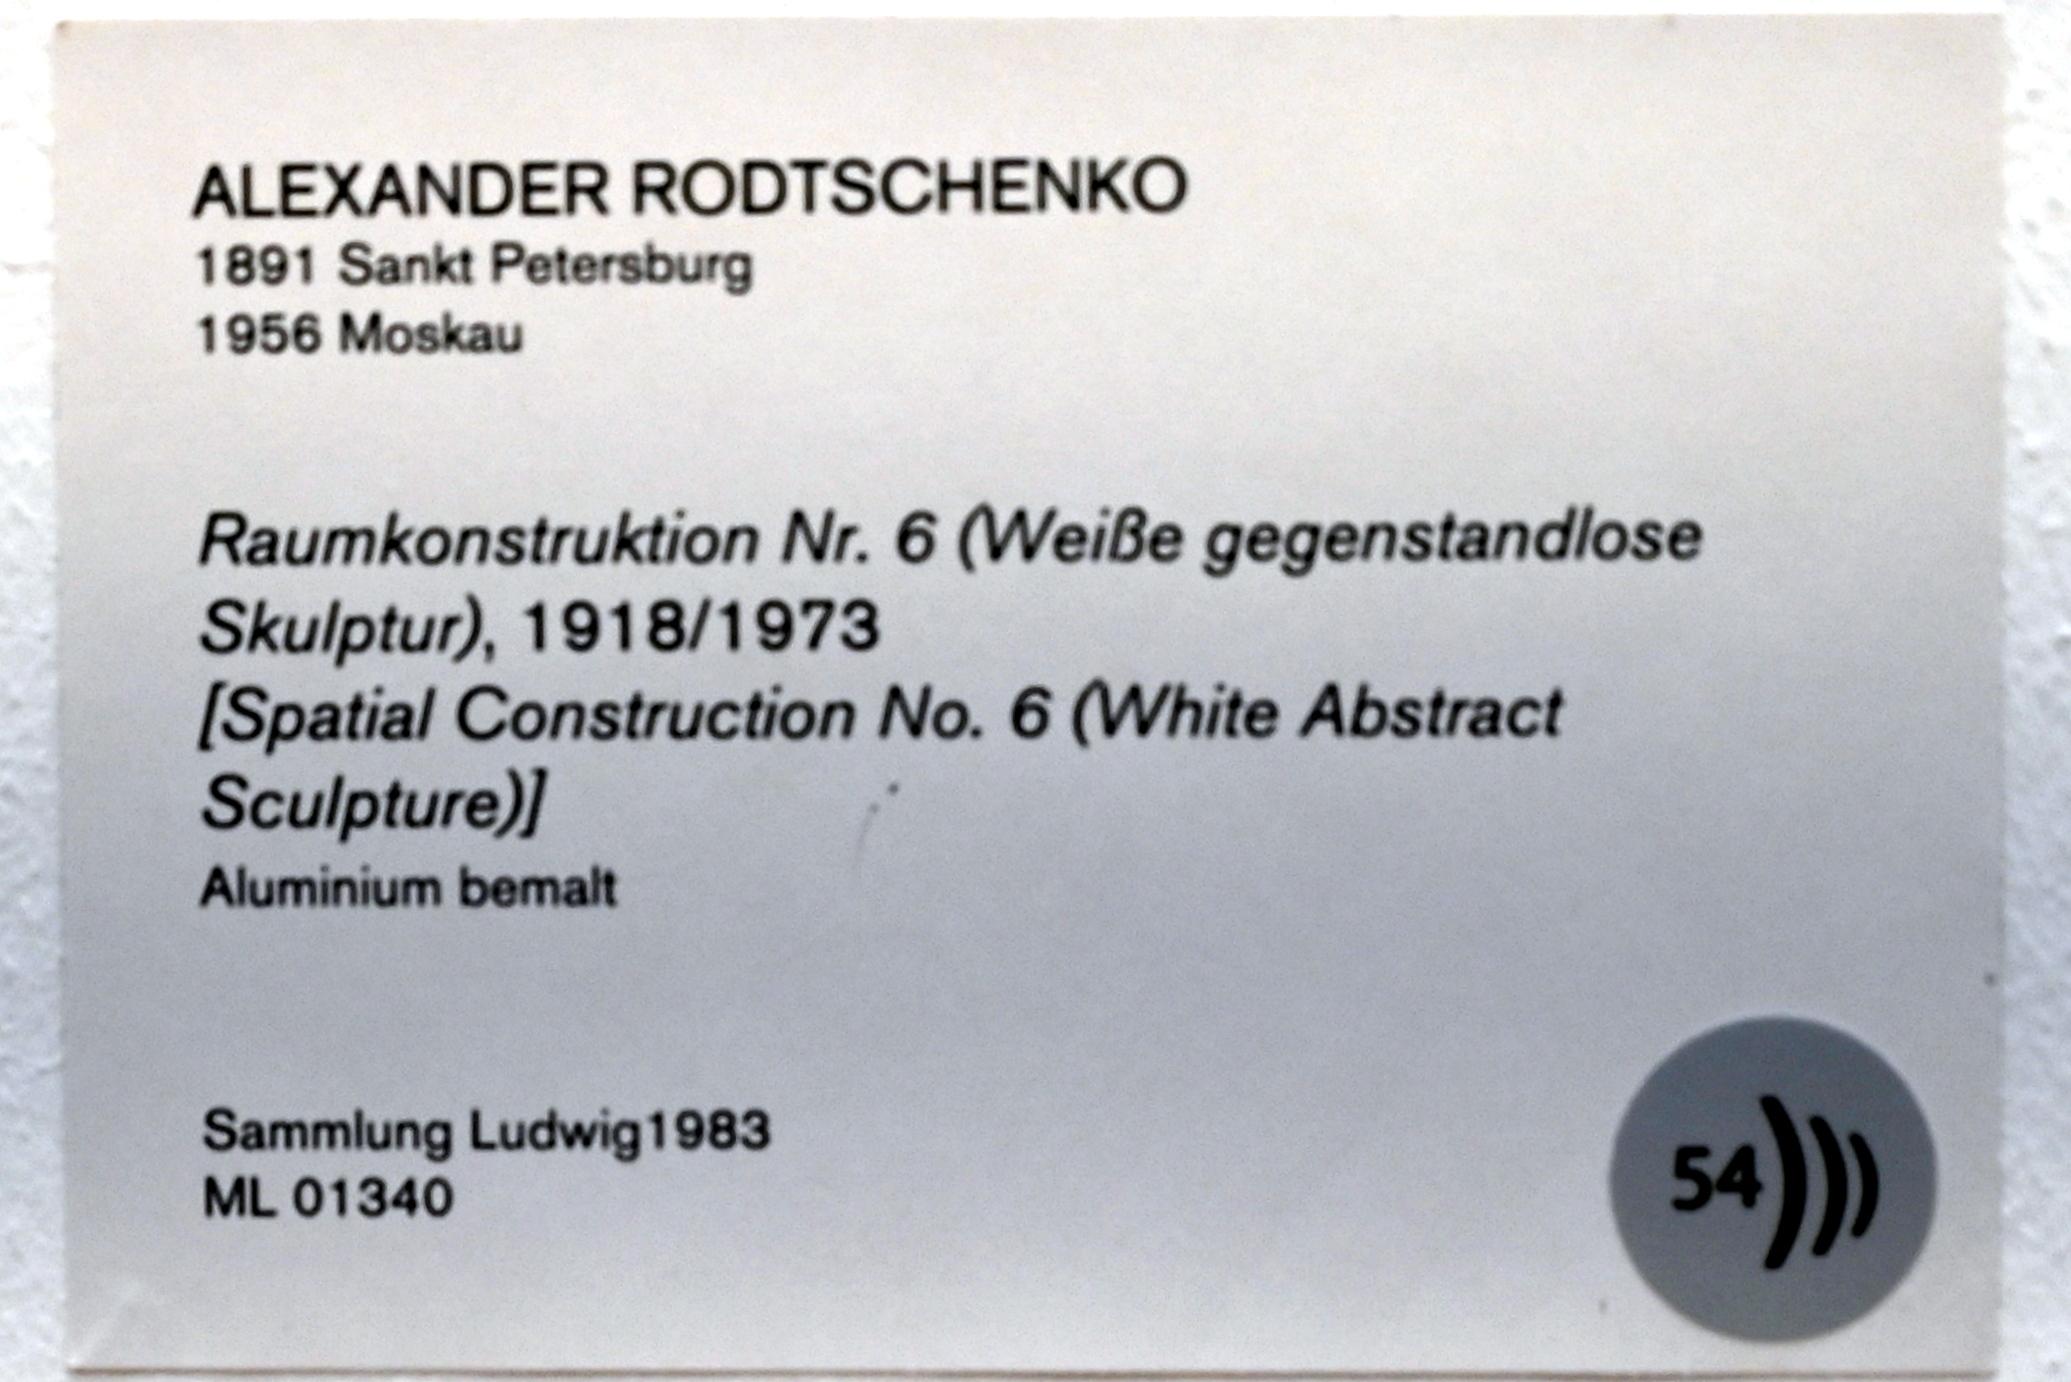 ALEXANDER RODTSCHENKO
1891 Sankt Petersburg
1956 Moskau
Raumkonstruktion Nr. 6 (Weiße gegenstandlose
Skulptur), 1918/1973
[Spatial Construction No. 6 (White Abstract
Sculpture)]
Aluminium bemalt
Sammlung Ludwig1983
ML 01340
54